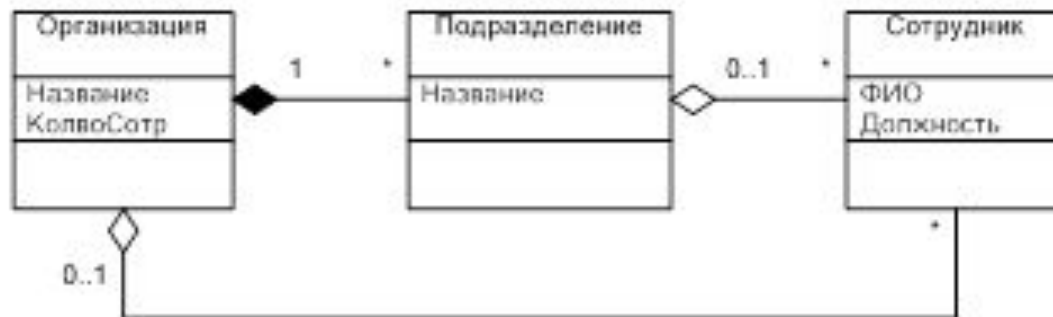 Организация
Подразделение
Сотрудник
1
*
0..1
*
Название
КолвоСотр
Название
ФИО
Должность
0..1
*